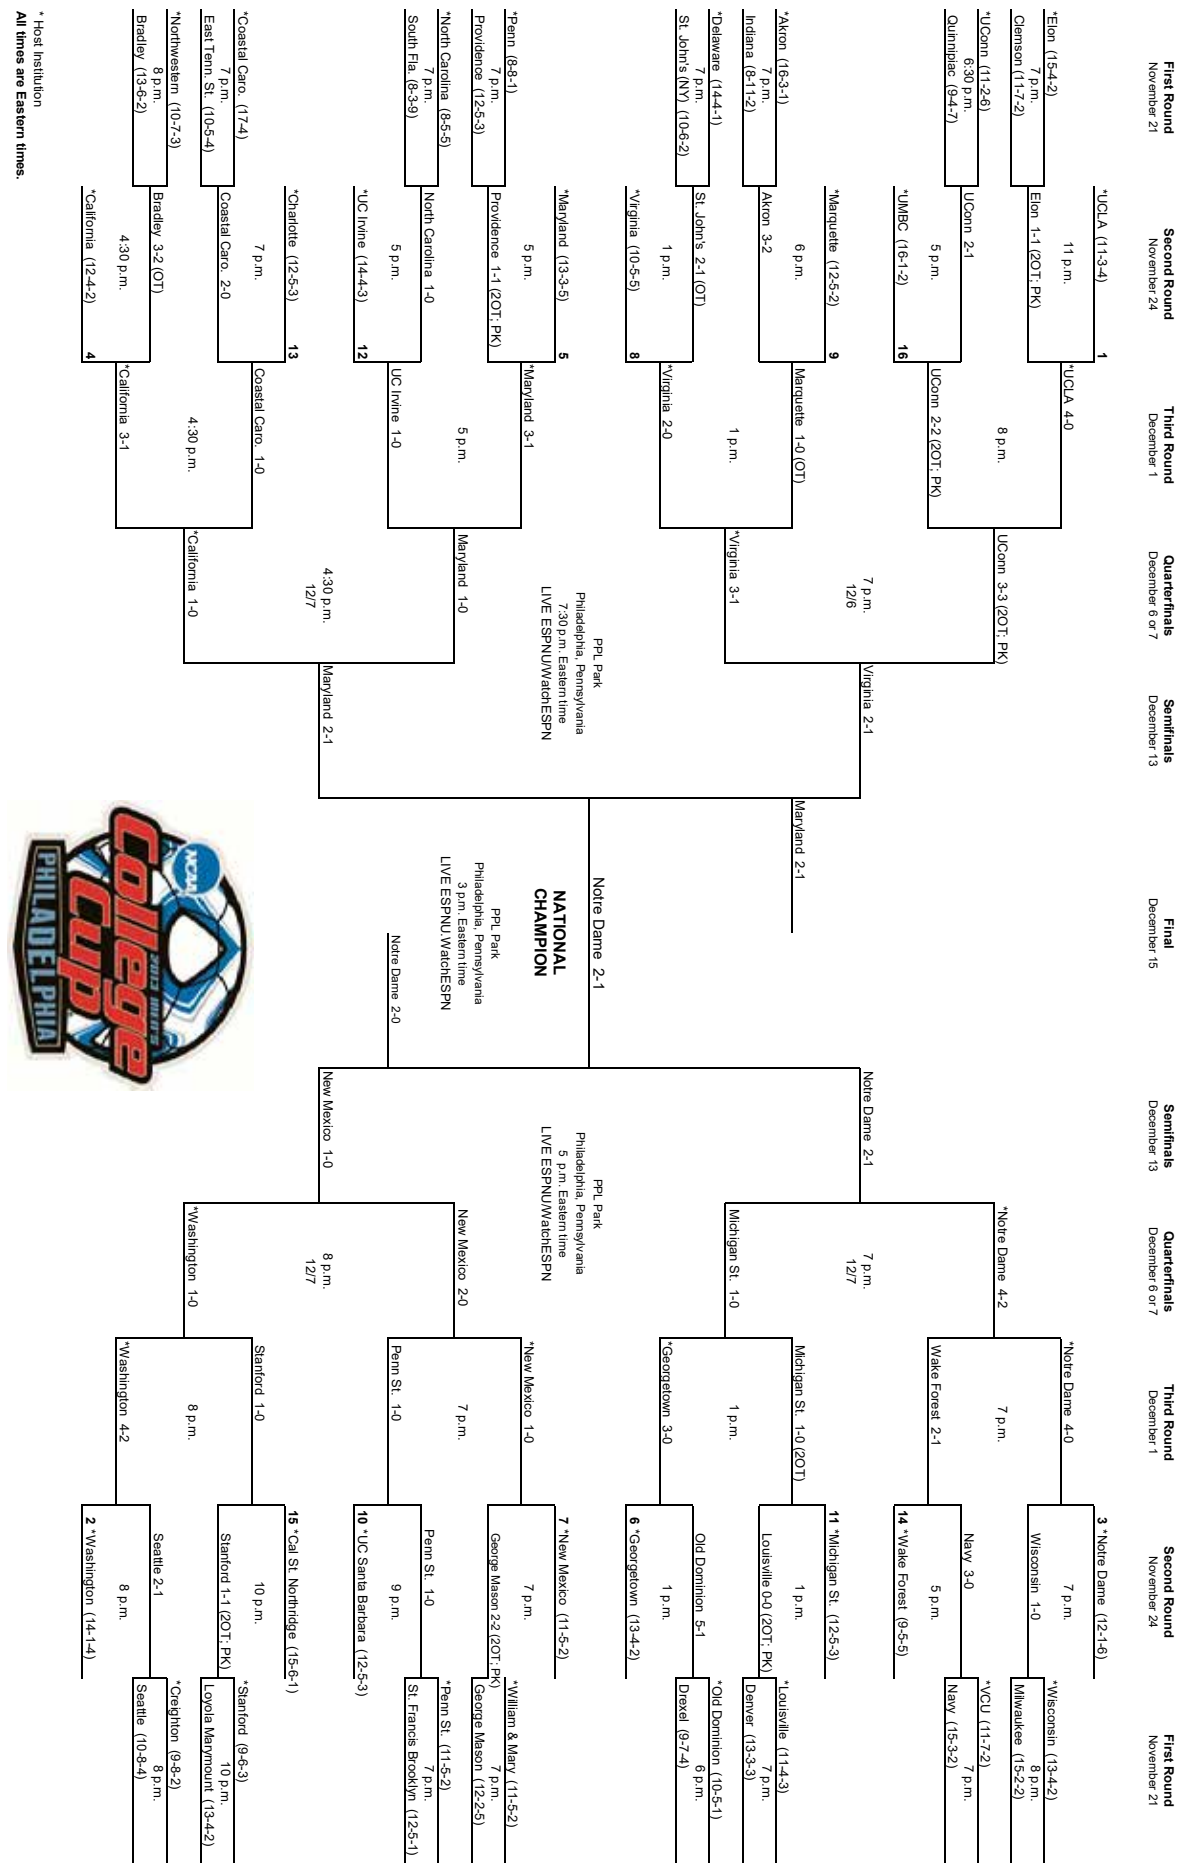 First Round
November 21
Second Round
November 24
Third Round
December 1
Quarterfinals
December 6 or 7
Semifinals
December 13
Final
December 15
Semifinals
December 13
Quarterfinals
December 6 or 7
Third Round
December 1
Second Round
November 24
First Round
November 21
*UCLA (11-3-4)
1
11 p.m.
*Elon (15-4-2)
7 p.m.
Clemson (11-7-2)
Elon 1-1 (2OT; PK)
*UCLA 4-0
8 p.m.
*UConn (11-2-6)
6:30 p.m.
Quinnipiac (9-4-7)
UConn 2-1
5 p.m.
*UMBC (16-1-2)
16
UConn 2-2 (2OT; PK)
UConn 3-3 (2OT; PK)
7 p.m.
12/6
*Marquette (12-5-2)
9
6 p.m.
*Akron (16-3-1)
7 p.m.
Indiana (8-11-2)
Akron 3-2
Marquette 1-0 (OT)
1 p.m.
*Delaware (14-4-1)
7 p.m.
St. John's (NY) (10-6-2)
St. John's 2-1 (OT)
1 p.m.
*Virginia (10-5-5)
8
*Virginia 2-0
*Virginia 3-1
Virginia 2-1
PPL Park
Philadelphia, Pennsylvania
7:30 p.m. Eastern time
LIVE ESPNU/WatchESPN
*Maryland (13-3-5)
5
5 p.m.
*Penn (8-8-1)
7 p.m.
Providence (12-5-3)
Providence 1-1 (2OT; PK)
*Maryland 3-1
5 p.m.
*North Carolina (8-5-5)
7 p.m.
South Fla. (8-3-9)
North Carolina 1-0
5 p.m.
*UC Irvine (14-4-3)
12
UC Irvine 1-0
Maryland 1-0
4:30 p.m.
12/7
*Charlotte (12-5-3)
13
7 p.m.
*Coastal Caro. (17-4)
7 p.m.
East Tenn. St. (10-5-4)
Coastal Caro. 2-0
Coastal Caro. 1-0
4:30 p.m.
*Northwestern (10-7-3)
8 p.m.
Bradley (13-6-2)
Bradley 3-2 (OT)
4:30 p.m.
*California (12-4-2)
4
*California 3-1
*California 1-0
Maryland 2-1
Maryland 2-1
Notre Dame 2-1
NATIONAL
CHAMPION
PPL Park
Philadelphia, Pennsylvania
3 p.m. Eastern time
LIVE ESPNU.WatchESPN
Notre Dame 2-0
NCAA
2013 MEN'S
College
Cup
PHILADELPHIA
3 *Notre Dame (12-1-6)
7 p.m.
*Wisconsin (13-4-2)
8 p.m.
Milwaukee (15-2-2)
Wisconsin 1-0
*Notre Dame 4-0
7 p.m.
*VCU (11-7-2)
7 p.m.
Navy (15-3-2)
Navy 3-0
5 p.m.
14 *Wake Forest (9-5-5)
Wake Forest 2-1
*Notre Dame 4-2
7 p.m.
12/7
11 *Michigan St. (12-5-3)
1 p.m.
*Louisville (11-4-3)
7 p.m.
Denver (13-3-3)
Louisville 0-0 (2OT; PK)
Michigan St. 1-0 (2OT)
1 p.m.
*Old Dominion (10-5-1)
6 p.m.
Drexel (9-7-4)
Old Dominion 5-1
1 p.m.
6 *Georgetown (13-4-2)
*Georgetown 3-0
Michigan St. 1-0
Notre Dame 2-1
PPL Park
Philadelphia, Pennsylvania
5 p.m. Eastern time
LIVE ESPNU/WatchESPN
7 *New Mexico (11-5-2)
7 p.m.
*William & Mary (11-5-2)
7 p.m.
George Mason (12-2-5)
George Mason 2-2 (2OT; PK)
*New Mexico 1-0
7 p.m.
*Penn St. (11-5-2)
7 p.m.
St. Francis Brooklyn (12-5-1)
Penn St. 1-0
9 p.m.
10 *UC Santa Barbara (12-5-3)
Penn St. 1-0
New Mexico 2-0
8 p.m.
12/7
15 *Cal St. Northridge (15-6-1)
10 p.m.
*Stanford (9-6-3)
10 p.m.
Loyola Marymount (13-4-2)
Stanford 1-1 (2OT; PK)
Stanford 1-0
8 p.m.
*Creighton (9-8-2)
8 p.m.
Seattle (10-8-4)
Seattle 2-1
8 p.m.
2 *Washington (14-1-4)
*Washington 4-2
*Washington 1-0
New Mexico 1-0
* Host Institution
All times are Eastern times.